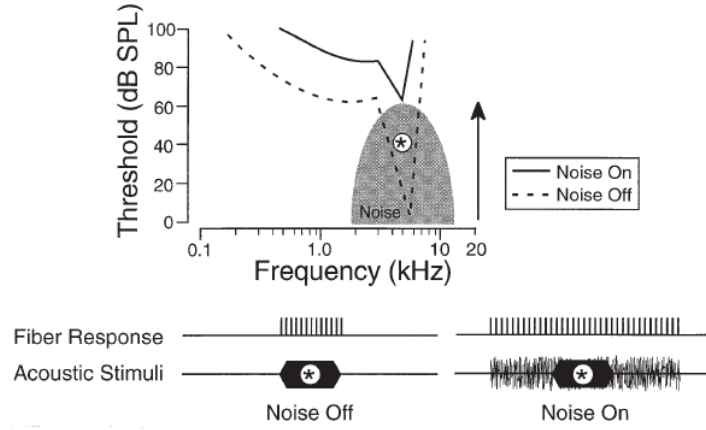 Threshold (dB SPL)
100
80
60
40
20
0
*
Noise
0.1
1.0
10
20
Frequency (kHz)
Noise On
Noise Off
Fiber Response
Acoustic Stimuli
*
*
Noise Off
Noise On